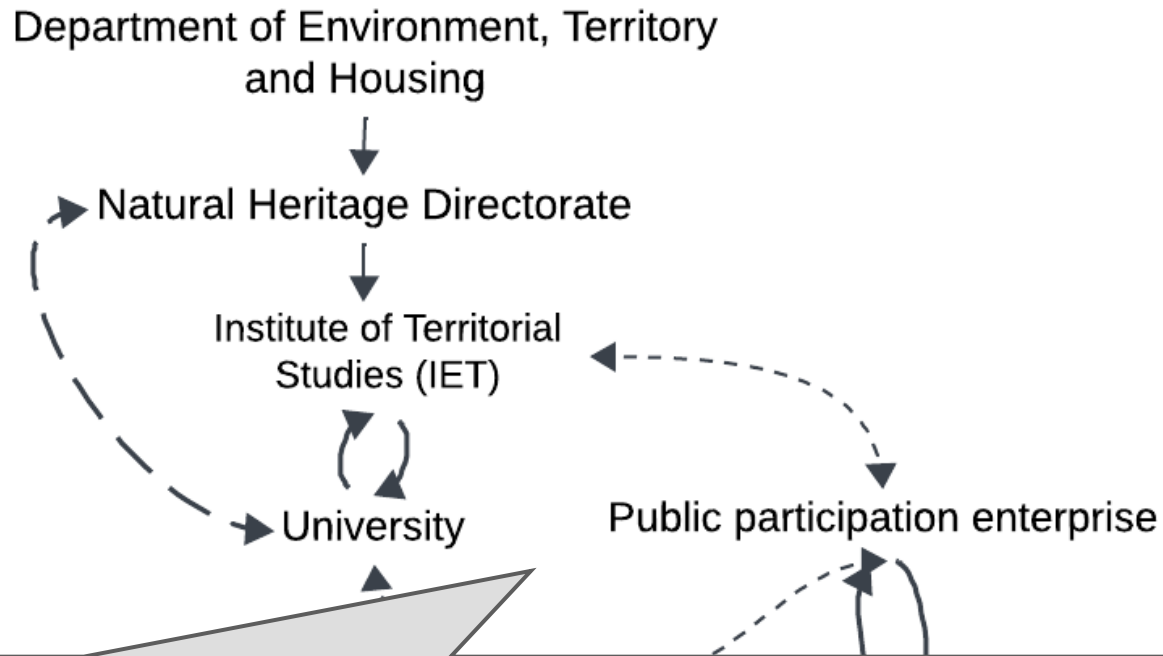 Department of Environment, Territory
and Housing
Natural Heritage Directorate
Institute of Territorial
Studies (IET)
University
Public participation enterprise